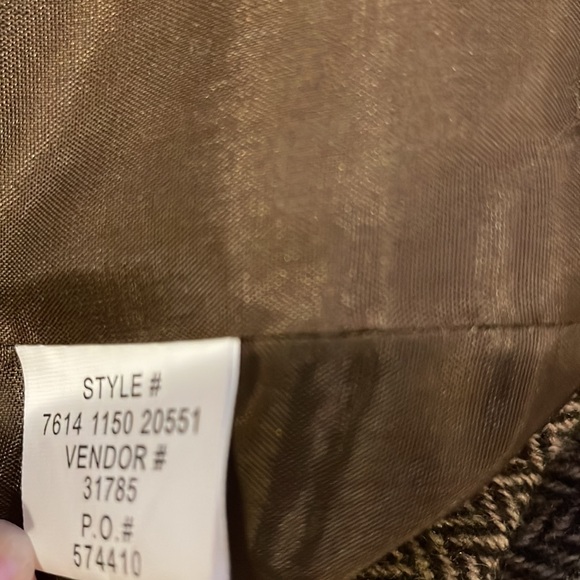 STYLE #
7614 1150 20551
VENDOR #
31785
P.O.#
574410